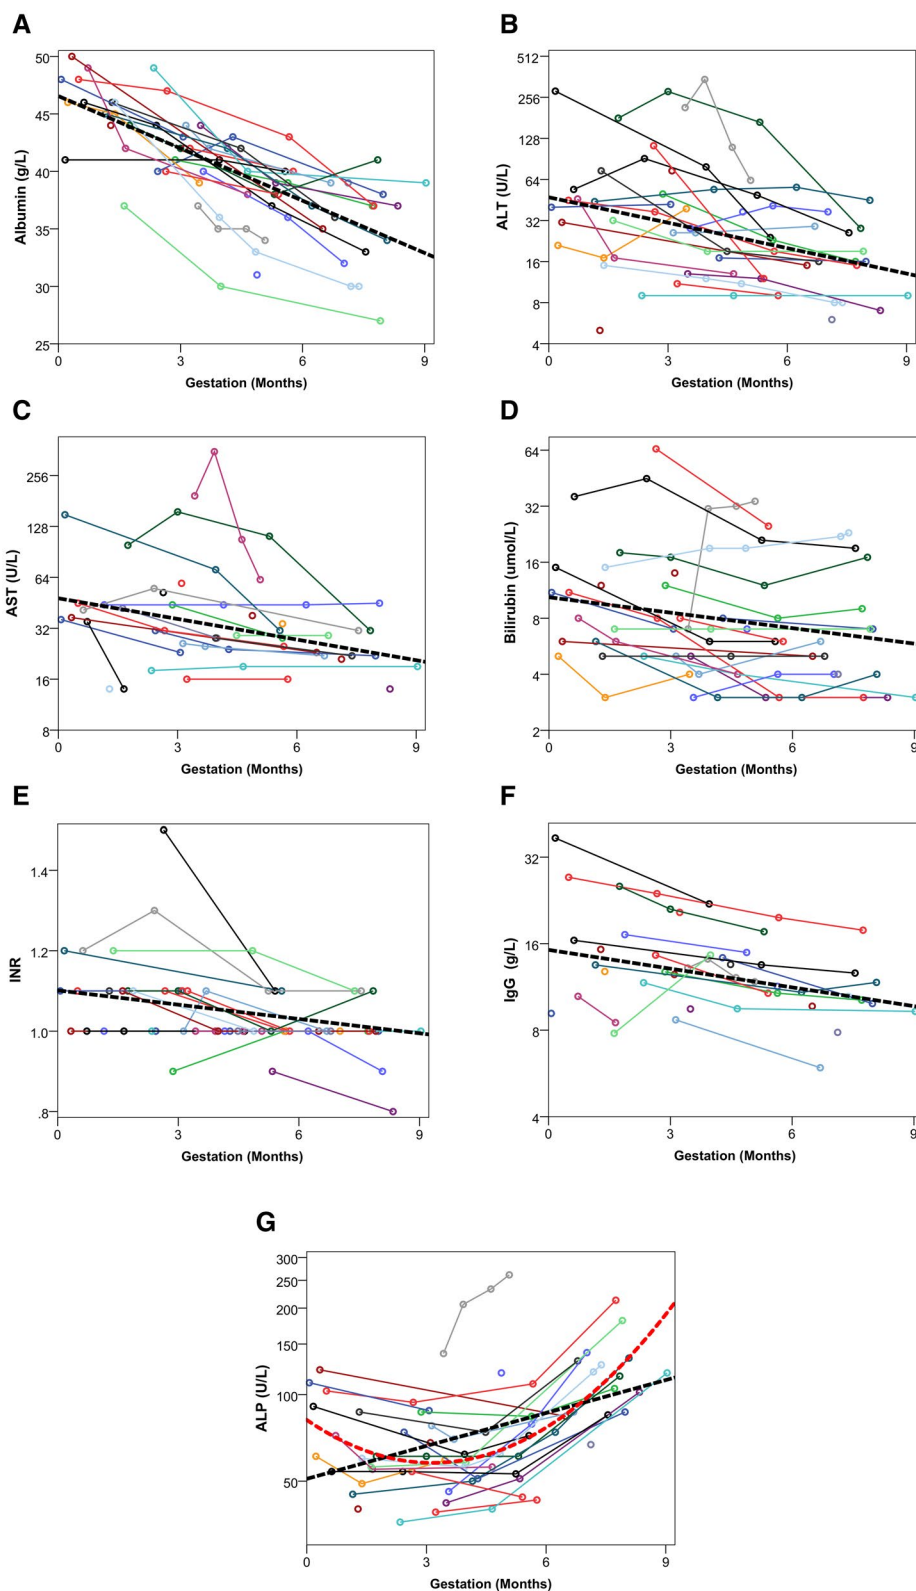 A
B
50
45
40
35
30
25
Albumin (g/L)
0 3 6 9
Gestation (Months)
512
256
128
64
32
16
8
4
ALT (U/L)
0 3 6 9
Gestation (Months)
C
D
256
128
64
32
16
8
AST (U/L)
0 3 6 9
Gestation (Months)
64
32
16
8
4
2
Bilirubin (umol/L)
0 3 6 9
Gestation (Months)
E
F
1.4
1.2
1.0
.8
INR
0 3 6 9
Gestation (Months)
32
16
8
4
IgG (g/L)
0 3 6 9
Gestation (Months)
G
300
250
200
150
100
50
ALP (U/L)
0 3 6 9
Gestation (Months)